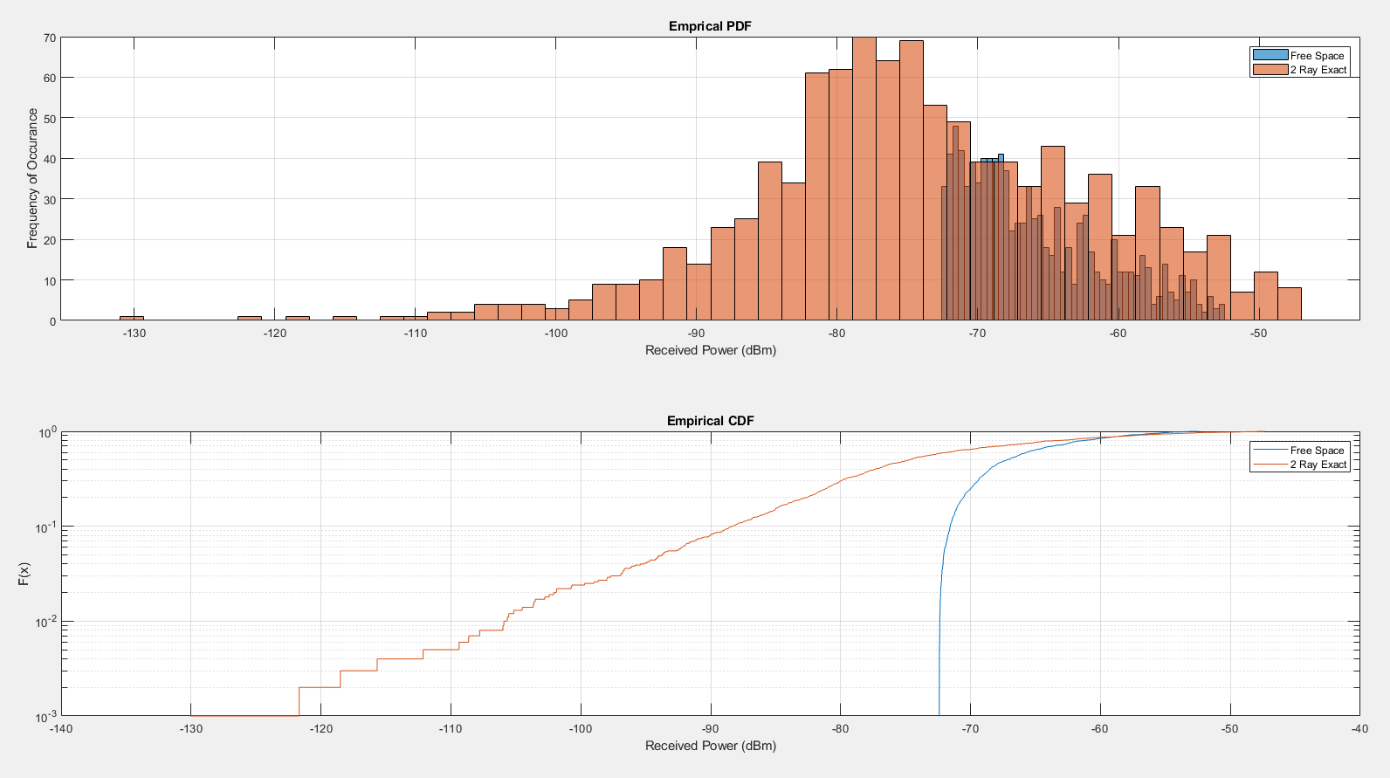 Emprical PDF
Free Space
2 Ray Exact
Frequency of Occurance
70
60
50
40
30
20
10
0
-130 -120 -110 -100 -90 -80 -70 -60 -50
Received Power (dBm)
Empirical CDF
Free Space
2 Ray Exact
F(x)
10^0
10^-1
10^-2
10^-3
-140 -130 -120 -110 -100 -90 -80 -70 -60 -50 -40
Received Power (dBm)